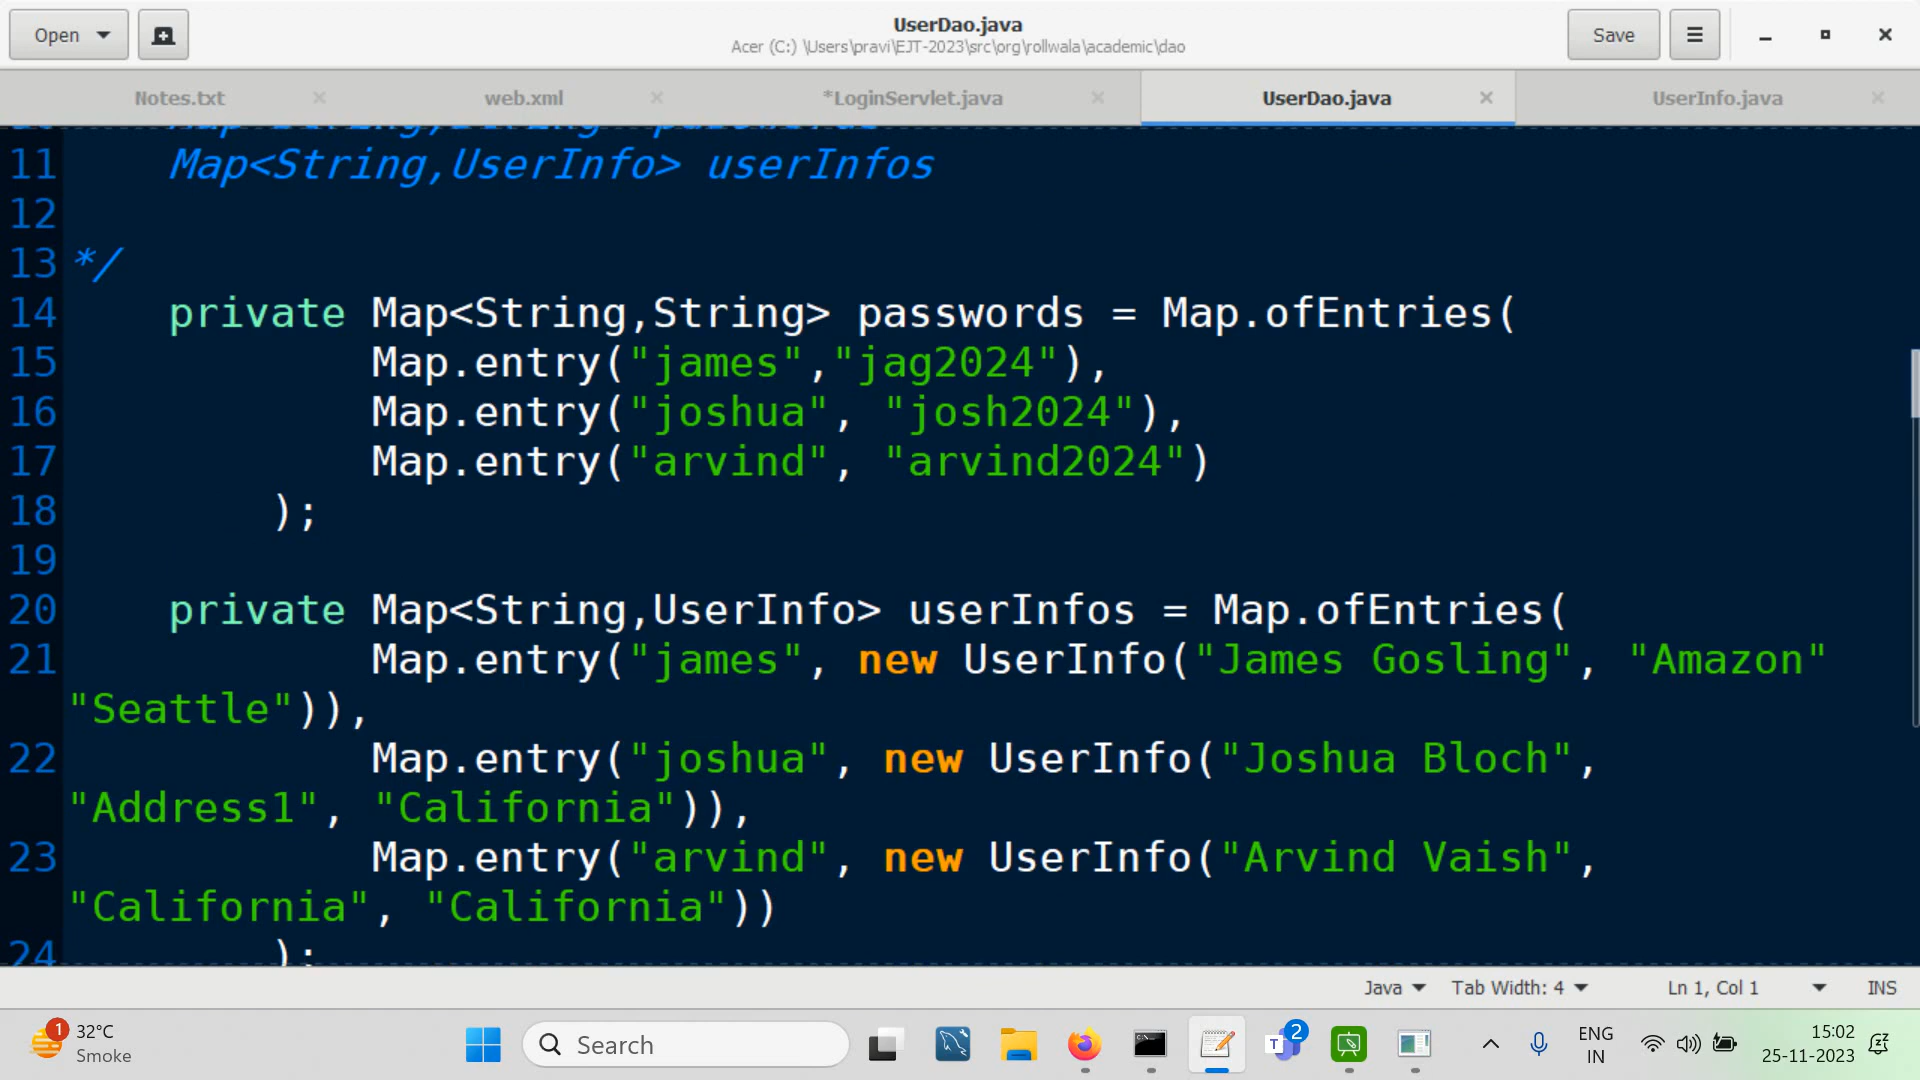 Open
UserDao.java
Acer (C:) \Users\pravi\EJT-2023\src\org\rollwala\academic\dao
Save
Notes.txt
web.xml
*LoginServlet.java
UserDao.java
UserInfo.java
11 Map<String,UserInfo> userInfos
12
13 */
14 private Map<String,String> passwords = Map.ofEntries(
15 Map.entry("james","jag2024"),
16 Map.entry("joshua", "josh2024"),
17 Map.entry("arvind", "arvind2024")
18 );
19
20 private Map<String,UserInfo> userInfos = Map.ofEntries(
21 Map.entry("james", new UserInfo("James Gosling", "Amazon"
"Seattle")),
22 Map.entry("joshua", new UserInfo("Joshua Bloch",
"Address1", "California")),
23 Map.entry("arvind", new UserInfo("Arvind Vaish",
"California", "California"))
24 );
Java
Tab Width: 4
Ln 1, Col 1
INS
1
32°C
Smoke
Search
T
2
ENG
IN
15:02
25-11-2023